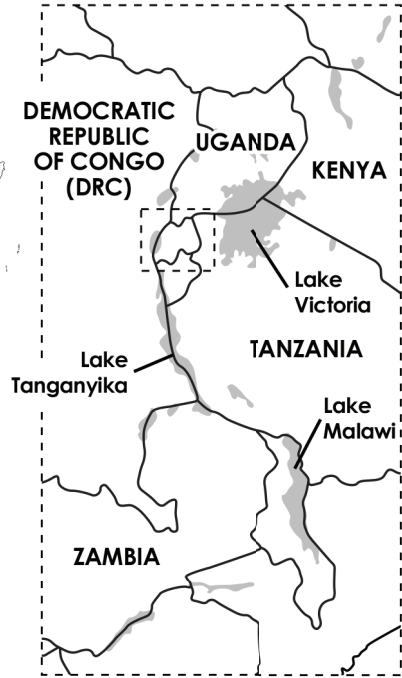 DEMOCRATIC
REPUBLIC
OF CONGO
(DRC)
UGANDA
KENYA
Lake
Victoria
TANZANIA
Lake
Tanganyika
Lake
Malawi
ZAMBIA